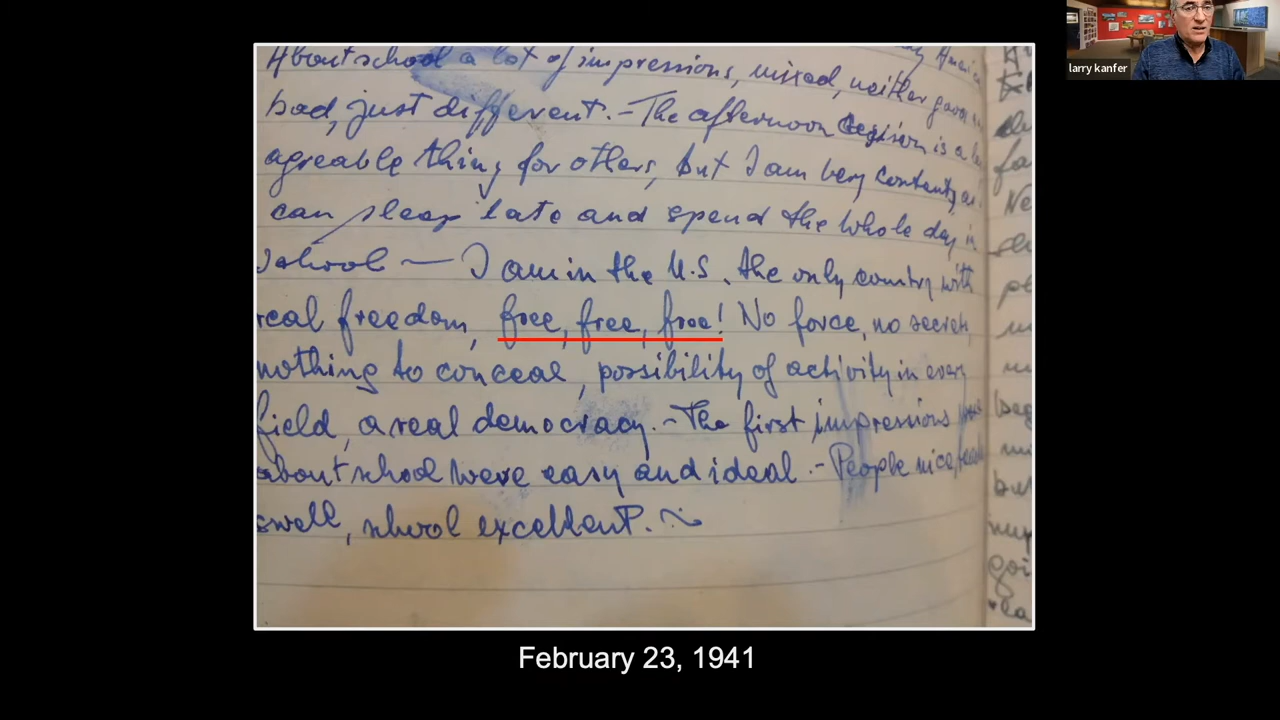 larry kanfer
About school a lot of impressions, mixed, neither good
bad, just different. - The afternoon session is a
agreable thing for others, but I am very content, as
can sleep late and spend the whole day in
school — I am in the U.S., the only country with
real freedom, free, free, free! No force, no secrets,
nothing to conceal, possibility of activity in every
field, a real democracy. - The first impressions
about school were easy and ideal. - People nice,
swell, school excellent.
February 23, 1941